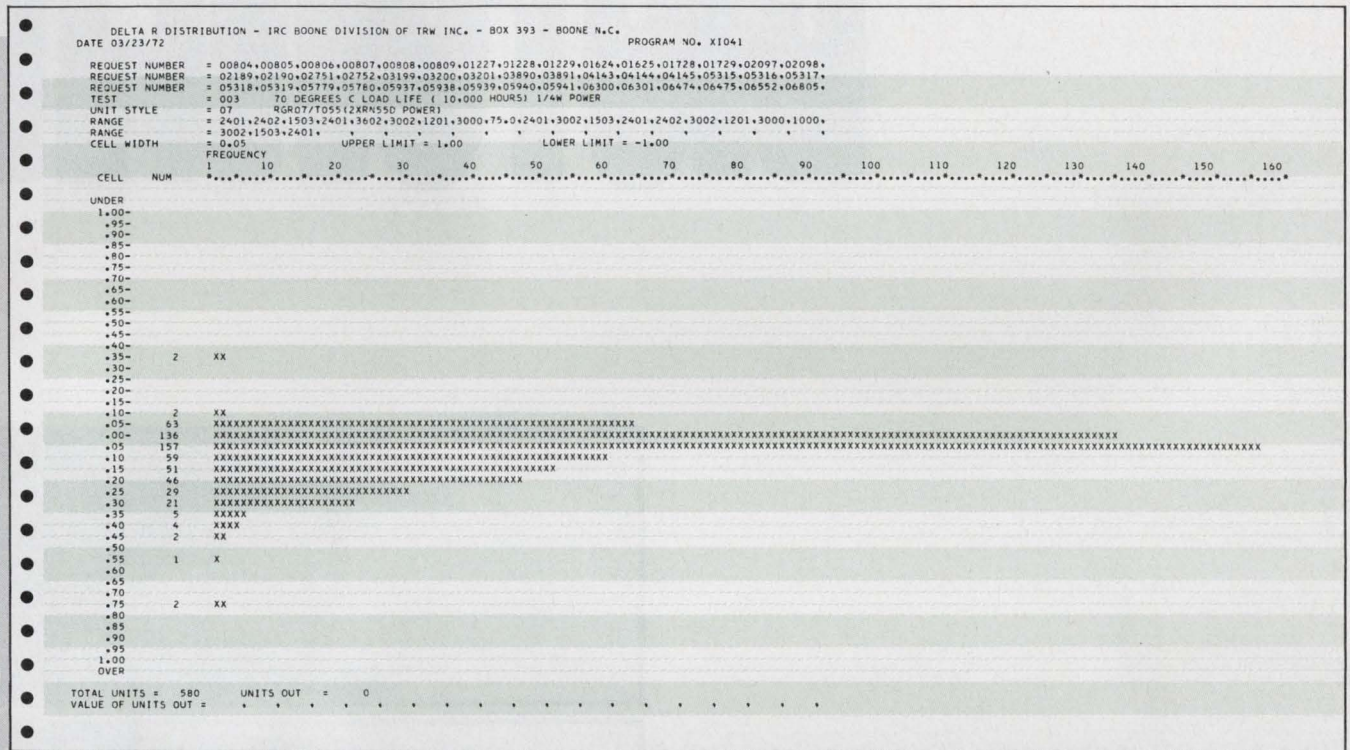 DELTA R DISTRIBUTION - IRC BOONE DIVISION OF TRW INC. - BOX 393 - BOONE N.C.
DATE 03/23/72 PROGRAM NO. XI041
REQUEST NUMBER = 00804,00805,00806,00807,00808,00809,01227,01228,01229,01624,01625,01728,01729,02097,02098,
REQUEST NUMBER = 02189,02190,02751,02752,03199,03200,03201,03890,03891,04143,04144,04145,05315,05316,05317,
REQUEST NUMBER = 05318,05319,05779,05780,05937,05938,05939,05940,05941,06300,06301,06474,06475,06552,06805,
TEST = 003 70 DEGREES C LOAD LIFE ( 10,000 HOURS) 1/4W POWER
UNIT STYLE = 07 RGR07/T055(2XRN55D POWER)
RANGE = 2401,2402,1503,2401,3602,3002,1201,3000,75.0,2401,3002,1503,2401,2402,3002,1201,3000,1000,
RANGE = 3002,1503,2401, , , , , , , , , , , , , , ,
CELL WIDTH = 0.05 UPPER LIMIT = 1.00 LOWER LIMIT = -1.00
FREQUENCY
1 10 20 30 40 50 60 70 80 90 100 110 120 130 140 150 160
CELL NUM
UNDER
1.00-
.95-
.90-
.85-
.80-
.75-
.70-
.65-
.60-
.55-
.50-
.45-
.40-
.35- 2 XX
.30-
.25-
.20-
.15-
.10- 2 XX
.05- 63 XXXXXXXXXXXXXXXXXXXXXXXXXXXXXXXXXXXXXXXXXXXXXXXXXXXXXXXXXXXXXXX
.00- 136 XXXXXXXXXXXXXXXXXXXXXXXXXXXXXXXXXXXXXXXXXXXXXXXXXXXXXXXXXXXXXXXXXXXXXXXXXXXXXXXXXXXXXXXXXXXXXXXXXXXXXXXXXXXXXXXXXXXXXXXXXXXXXXXXXXXXXXXX
.05 157 XXXXXXXXXXXXXXXXXXXXXXXXXXXXXXXXXXXXXXXXXXXXXXXXXXXXXXXXXXXXXXXXXXXXXXXXXXXXXXXXXXXXXXXXXXXXXXXXXXXXXXXXXXXXXXXXXXXXXXXXXXXXXXXXXXXXXXXXXXXXXXXXXXXXXXXXXXXXX
.10 59 XXXXXXXXXXXXXXXXXXXXXXXXXXXXXXXXXXXXXXXXXXXXXXXXXXXXXXXXXXX
.15 51 XXXXXXXXXXXXXXXXXXXXXXXXXXXXXXXXXXXXXXXXXXXXXXXXXXX
.20 46 XXXXXXXXXXXXXXXXXXXXXXXXXXXXXXXXXXXXXXXXXXXXXX
.25 29 XXXXXXXXXXXXXXXXXXXXXXXXXXXXX
.30 21 XXXXXXXXXXXXXXXXXXXXX
.35 5 XXXXX
.40 4 XXXX
.45 2 XX
.50
.55 1 X
.60
.65
.70
.75 2 XX
.80
.85
.90
.95
1.00
OVER
TOTAL UNITS = 580 UNITS OUT = 0
VALUE OF UNITS OUT = , , , , , , , , , , , , , , , , , ,